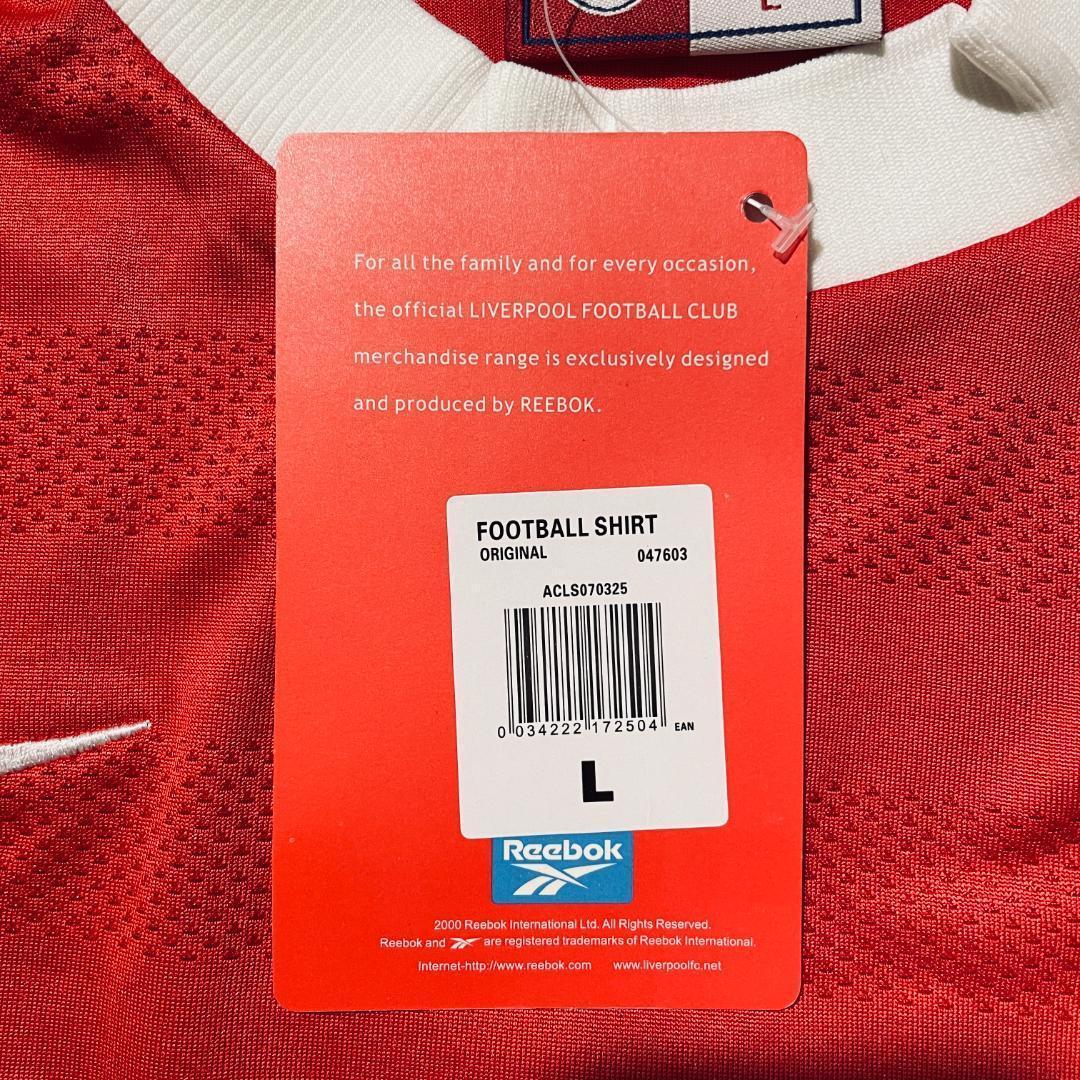 L
For all the family and for every occasion,
the official LIVERPOOL FOOTBALL CLUB
merchandise range is exclusively designed
and produced by REEBOK.
FOOTBALL SHIRT
ORIGINAL 047603
ACLS070325
0 034222 172504 EAN
L
Reebok
2000 Reebok International Ltd. All Rights Reserved.
Reebok and are registered trademarks of Reebok International.
Internet-http://www.reebok.com www.liverpoolfc.net